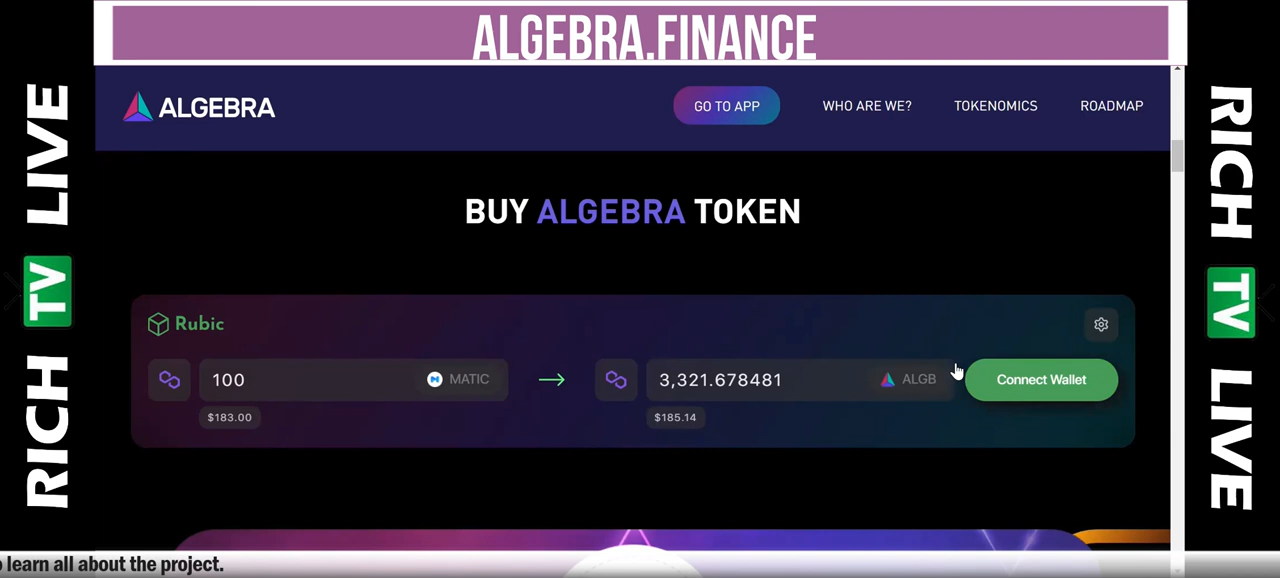 ALGEBRA.FINANCE
RICH TV LIVE
ALGEBRA
GO TO APP
WHO ARE WE?
TOKENOMICS
ROADMAP
BUY ALGEBRA TOKEN
Rubic
100
MATIC
3,321.678481
ALGB
Connect Wallet
$183.00
$185.14
RICH TV LIVE
learn all about the project.